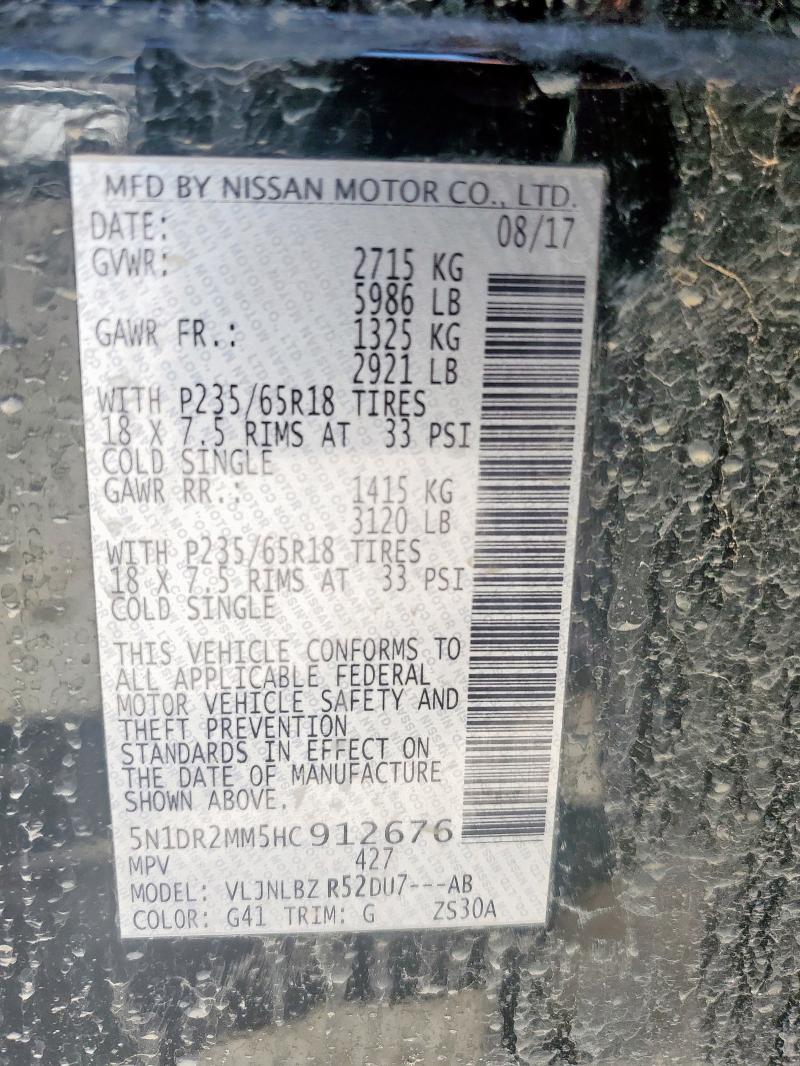 MFD BY NISSAN MOTOR CO., LTD.
DATE: 08/17
GVWR: 2715 KG
5986 LB
GAWR FR.: 1325 KG
2921 LB
WITH P235/65R18 TIRES
18 X 7.5 RIMS AT 33 PSI
COLD SINGLE
GAWR RR.: 1415 KG
3120 LB
WITH P235/65R18 TIRES
18 X 7.5 RIMS AT 33 PSI
COLD SINGLE
THIS VEHICLE CONFORMS TO
ALL APPLICABLE FEDERAL
MOTOR VEHICLE SAFETY AND
THEFT PREVENTION
STANDARDS IN EFFECT ON
THE DATE OF MANUFACTURE
SHOWN ABOVE.
5N1DR2MM5HC912676
MPV 427
MODEL: VLJNLBZ R52DU7---AB
COLOR: G41 TRIM: G ZS30A